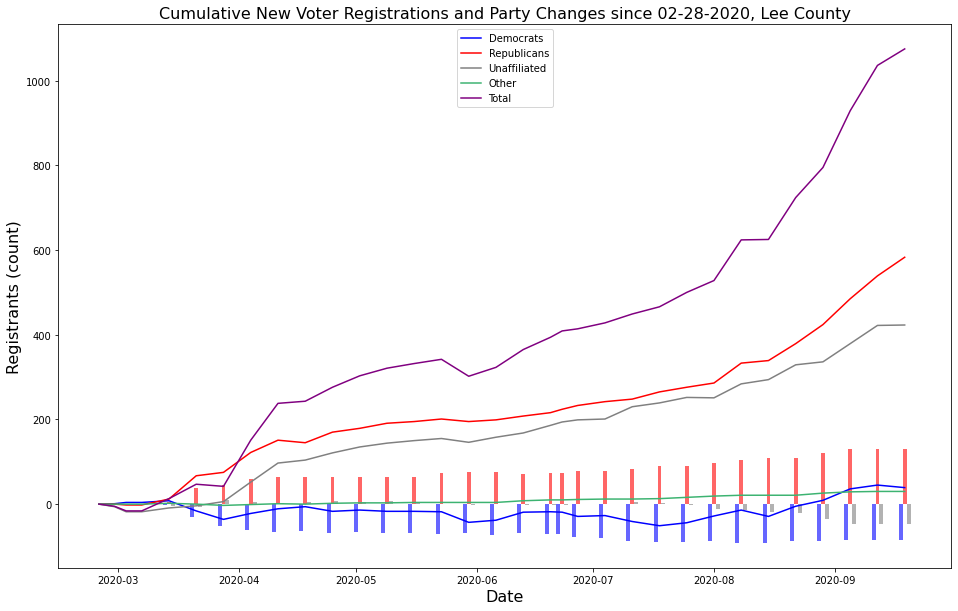 Cumulative New Voter Registrations and Party Changes since 02-28-2020, Lee County
Democrats
Republicans
Unaffiliated
Other
Total
Registrants (count)
1000
800
600
400
200
0
2020-03
2020-04
2020-05
2020-06
2020-07
2020-08
2020-09
Date